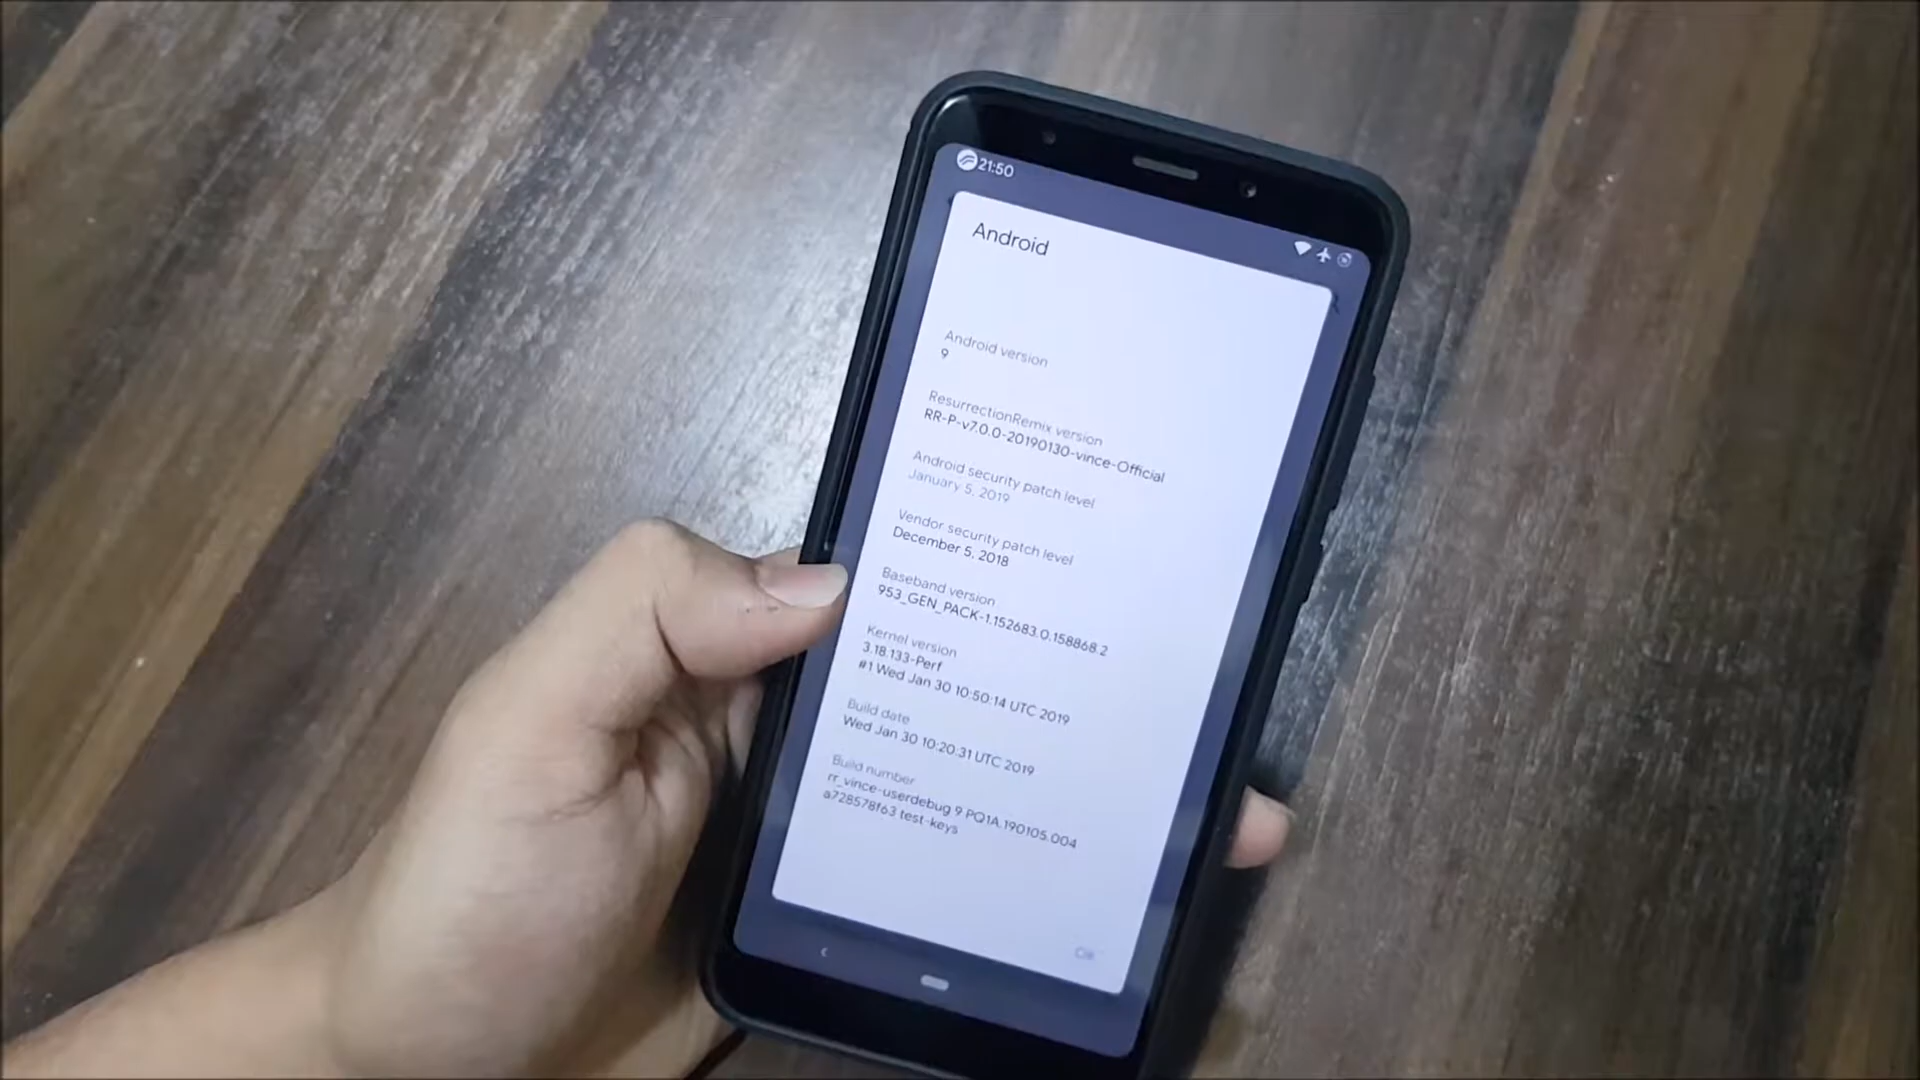 21:50
Android
Android version
9
ResurrectionRemix version
RR-P-v7.0.0-20190130-vince-Official
Android security patch level
January 5, 2019
Vendor security patch level
December 5, 2018
Baseband version
953_GEN_PACK-1.152683.0.158868.2
Kernel version
3.18.133-Perf
#1 Wed Jan 30 10:50:14 UTC 2019
Build date
Wed Jan 30 10:20:31 UTC 2019
Build number
rr_vince-userdebug 9 PQ1A.190105.004
a728578f63 test-keys